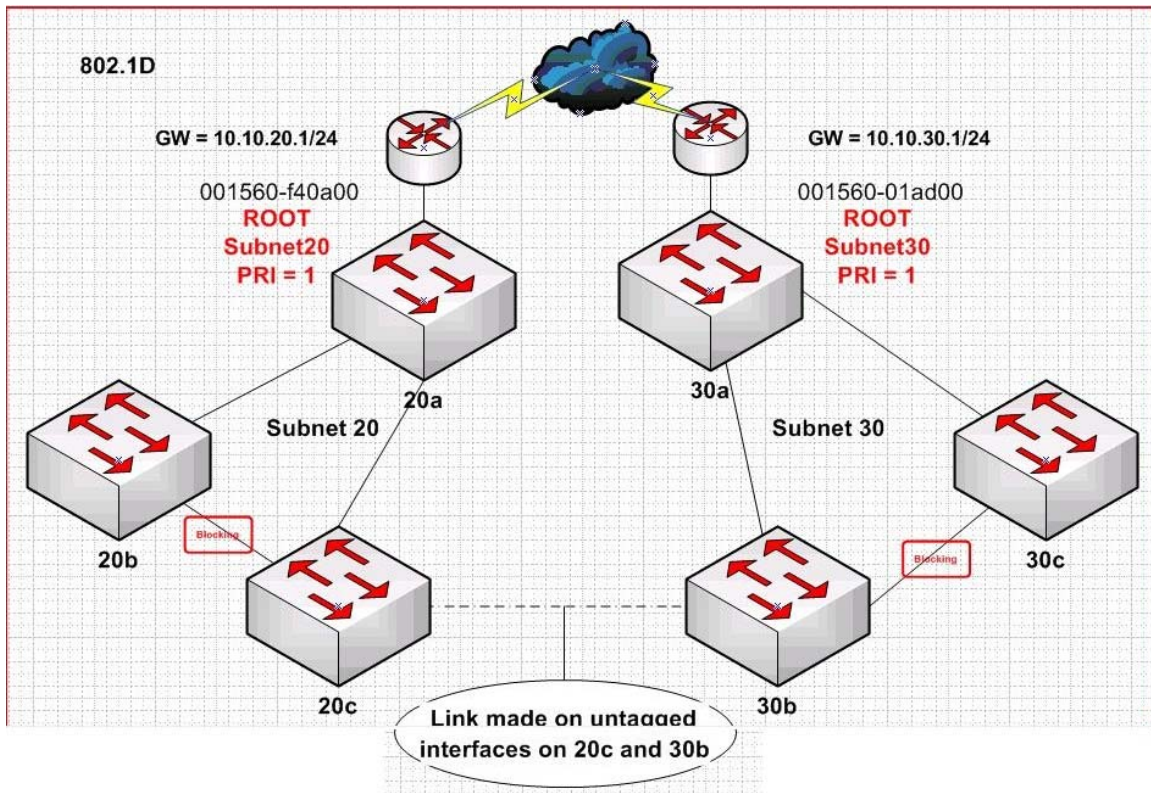 802.1D
GW = 10.10.20.1/24
GW = 10.10.30.1/24
001560-f40a00
ROOT
Subnet20
PRI = 1
001560-01ad00
ROOT
Subnet30
PRI = 1
20a
30a
Subnet 20
Subnet 30
Blocking
Blocking
20b
30c
20c
30b
Link made on untagged
interfaces on 20c and 30b